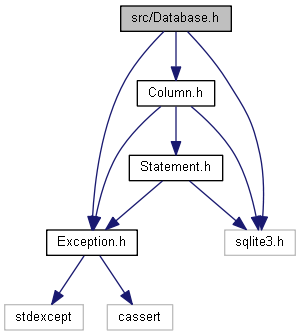 src/Database.h
Column.h
Statement.h
Exception.h
sqlite3.h
stdexcept
cassert